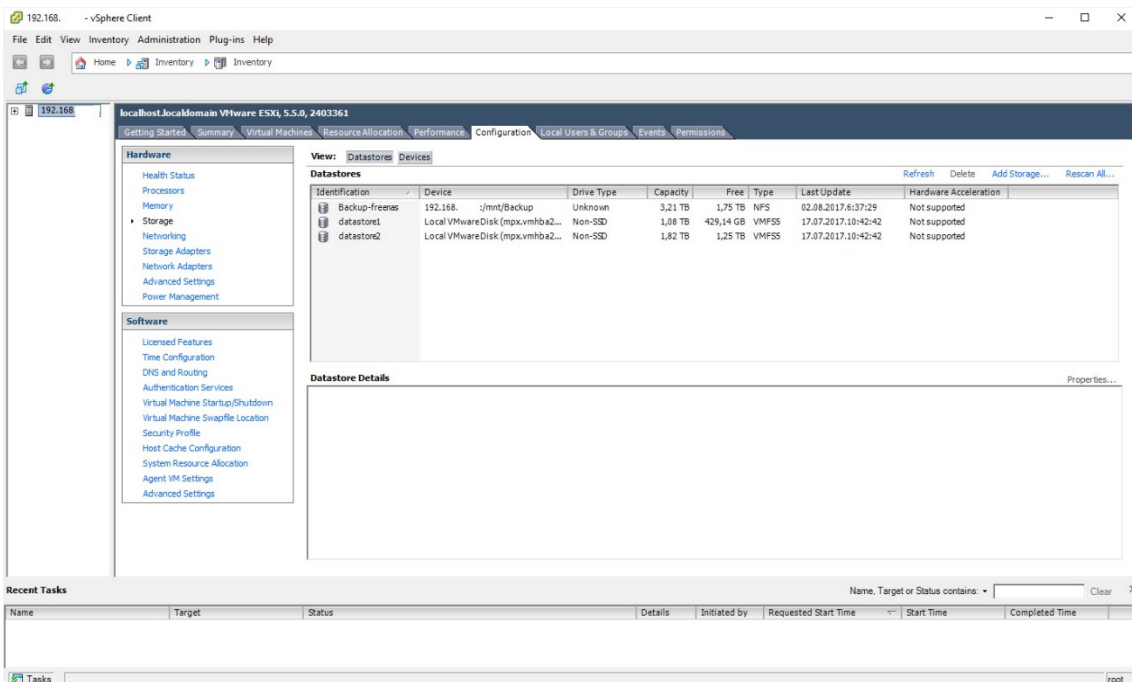 192.168. - vSphere Client
File Edit View Inventory Administration Plug-ins Help
Home Inventory Inventory
192.168
localhost.localdomain VMware ESXi, 5.5.0, 2403361
Getting Started Summary Virtual Machines Resource Allocation Performance Configuration Local Users & Groups Events Permissions
Hardware
Health Status
Processors
Memory
Storage
Networking
Storage Adapters
Network Adapters
Advanced Settings
Power Management
Software
Licensed Features
Time Configuration
DNS and Routing
Authentication Services
Virtual Machine Startup/Shutdown
Virtual Machine Swapfile Location
Security Profile
Host Cache Configuration
System Resource Allocation
Agent VM Settings
Advanced Settings
View: Datastores Devices
Datastores Refresh Delete Add Storage... Rescan All...
Identification Device Drive Type Capacity Free Type Last Update Hardware Acceleration
Backup-freenas 192.168. :/mnt/Backup Unknown 3,21 TB 1,75 TB NFS 02.08.2017.6:37:29 Not supported
datastore1 Local VMware Disk (mpx.vmhba2... Non-SSD 1,08 TB 429,14 GB VMFS5 17.07.2017.10:42:42 Not supported
datastore2 Local VMware Disk (mpx.vmhba2... Non-SSD 1,82 TB 1,25 TB VMFS5 17.07.2017.10:42:42 Not supported
Datastore Details Properties...
Recent Tasks Name, Target or Status contains: Clear
Name Target Status Details Initiated by Requested Start Time Start Time Completed Time
Tasks root